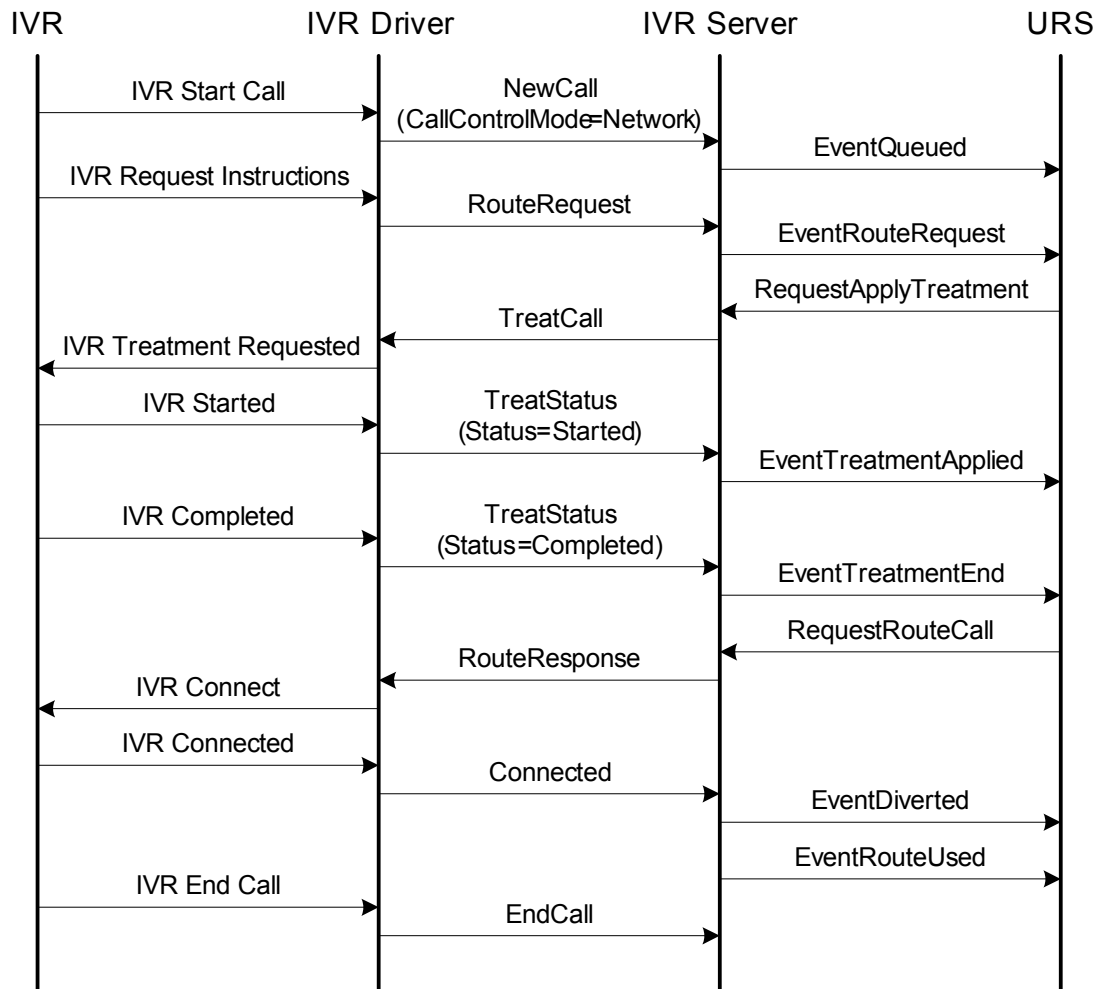 IVR
IVR Driver
IVR Server
URS
IVR Start Call
NewCall
(CallControlMode=Network)
EventQueued
IVR Request Instructions
RouteRequest
EventRouteRequest
RequestApplyTreatment
TreatCall
IVR Treatment Requested
IVR Started
TreatStatus
(Status=Started)
EventTreatmentApplied
IVR Completed
TreatStatus
(Status=Completed)
EventTreatmentEnd
RequestRouteCall
RouteResponse
IVR Connect
IVR Connected
Connected
EventDiverted
EventRouteUsed
IVR End Call
EndCall